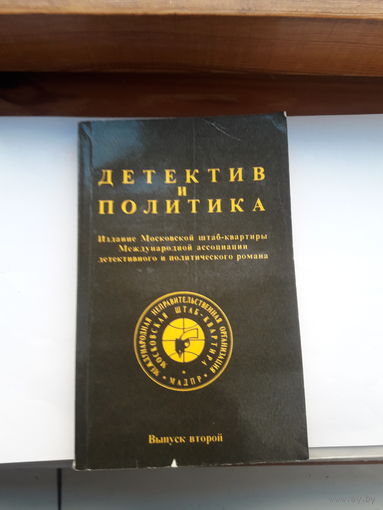 ДЕТЕКТИВ
И
ПОЛИТИКА
Издание Московской штаб-квартиры
Международной ассоциации
детективного и политического романа
МЕЖДУНАРОДНАЯ НЕПРАВИТЕЛЬСТВЕННАЯ ОРГАНИЗАЦИЯ
МОСКОВСКАЯ ШТАБ-КВАРТИРА
МАДПР
Выпуск второй